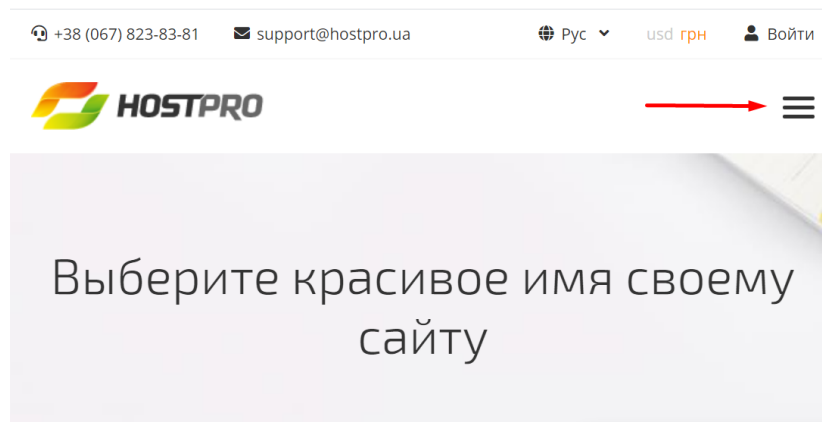 +38 (067) 823-83-81 support@hostpro.ua Рус usd грн Войти
HOSTPRO
Выберите красивое имя своему
сайту